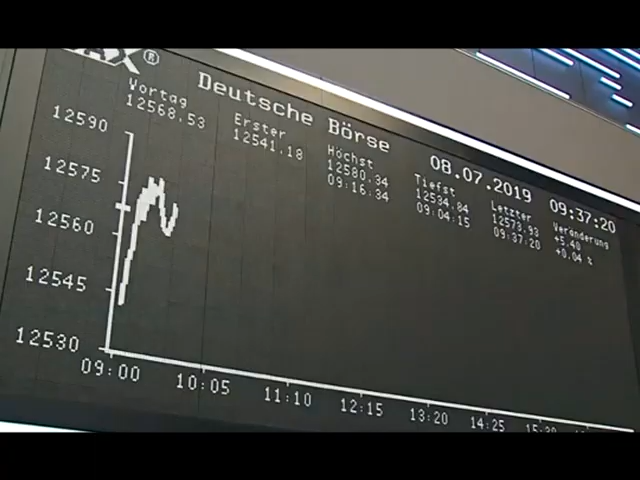 AX®
Deutsche Börse 08.07.2019 09:37:20
Vortag Erster Höchst Tiefst Letzter Veränderung
12568.53 12541.18 12580.34 12534.84 12573.93 +5.40
09:16:34 09:04:15 09:37:20 +0.04 %
12590
12575
12560
12545
12530
09:00 10:05 11:10 12:15 13:20 14:25